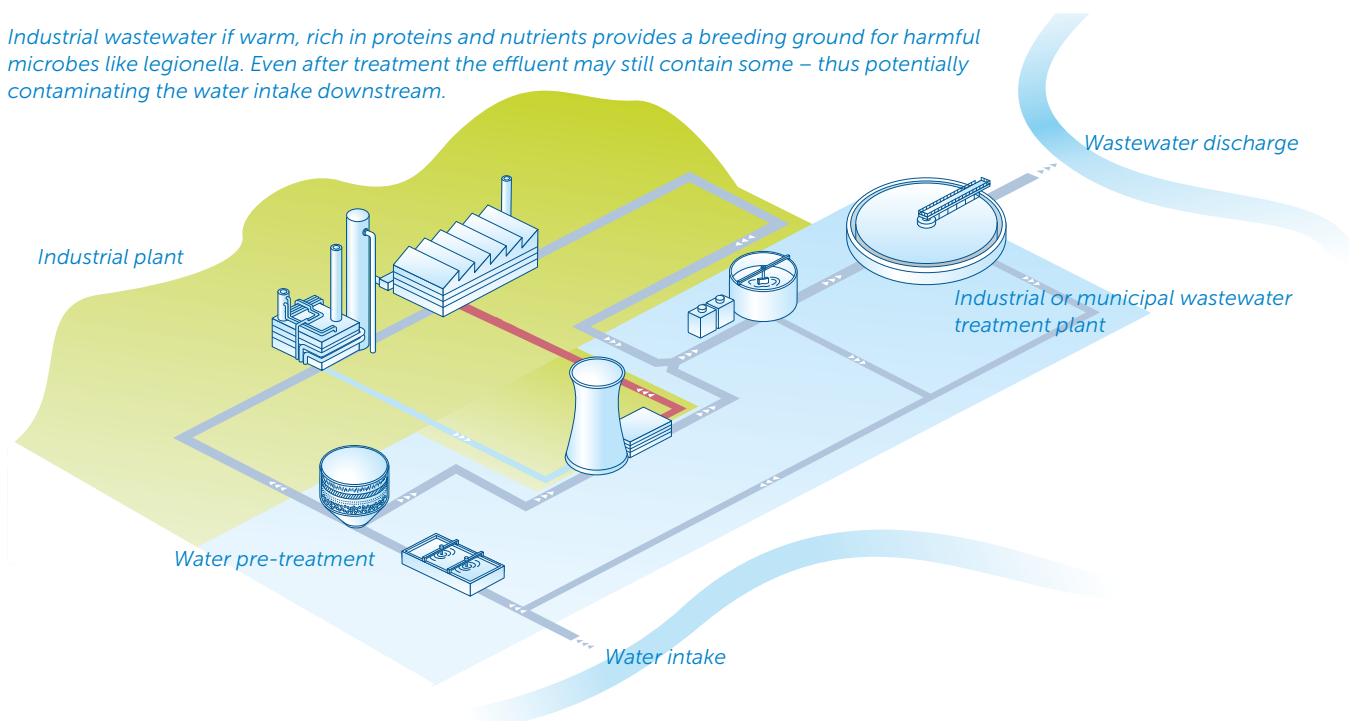 Industrial wastewater if warm, rich in proteins and nutrients provides a breeding ground for harmful
microbes like legionella. Even after treatment the effluent may still contain some – thus potentially
contaminating the water intake downstream.
Wastewater discharge
Industrial plant
Industrial or municipal wastewater
treatment plant
Water pre-treatment
Water intake